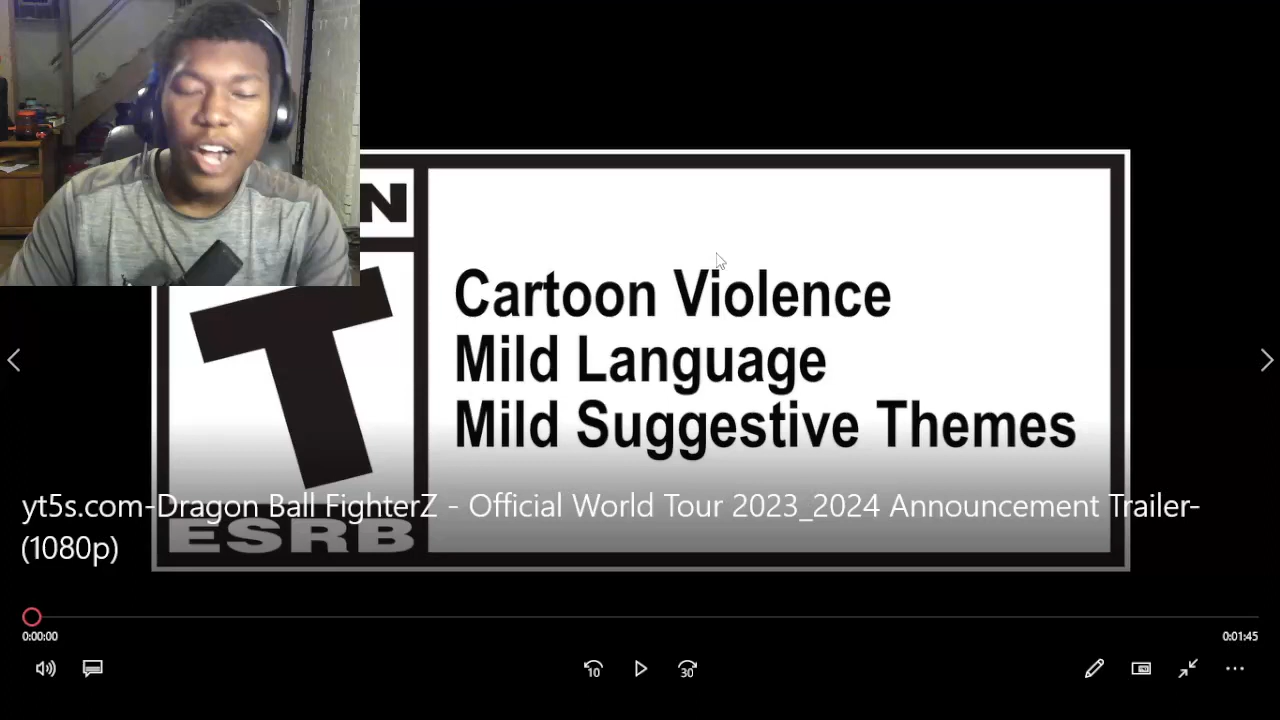 N
T
Cartoon Violence
Mild Language
Mild Suggestive Themes
ESRB
yt5s.com-Dragon Ball FighterZ - Official World Tour 2023_2024 Announcement Trailer-
(1080p)
0:00:00
0:01:45
10
30